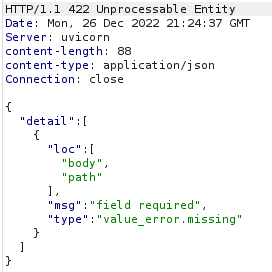 HTTP/1.1 422 Unprocessable Entity
Date: Mon, 26 Dec 2022 21:24:37 GMT
Server: uvicorn
content-length: 88
content-type: application/json
Connection: close

{
  "detail":[
    {
      "loc":[
        "body",
        "path"
      ],
      "msg":"field required",
      "type":"value_error.missing"
    }
  ]
}